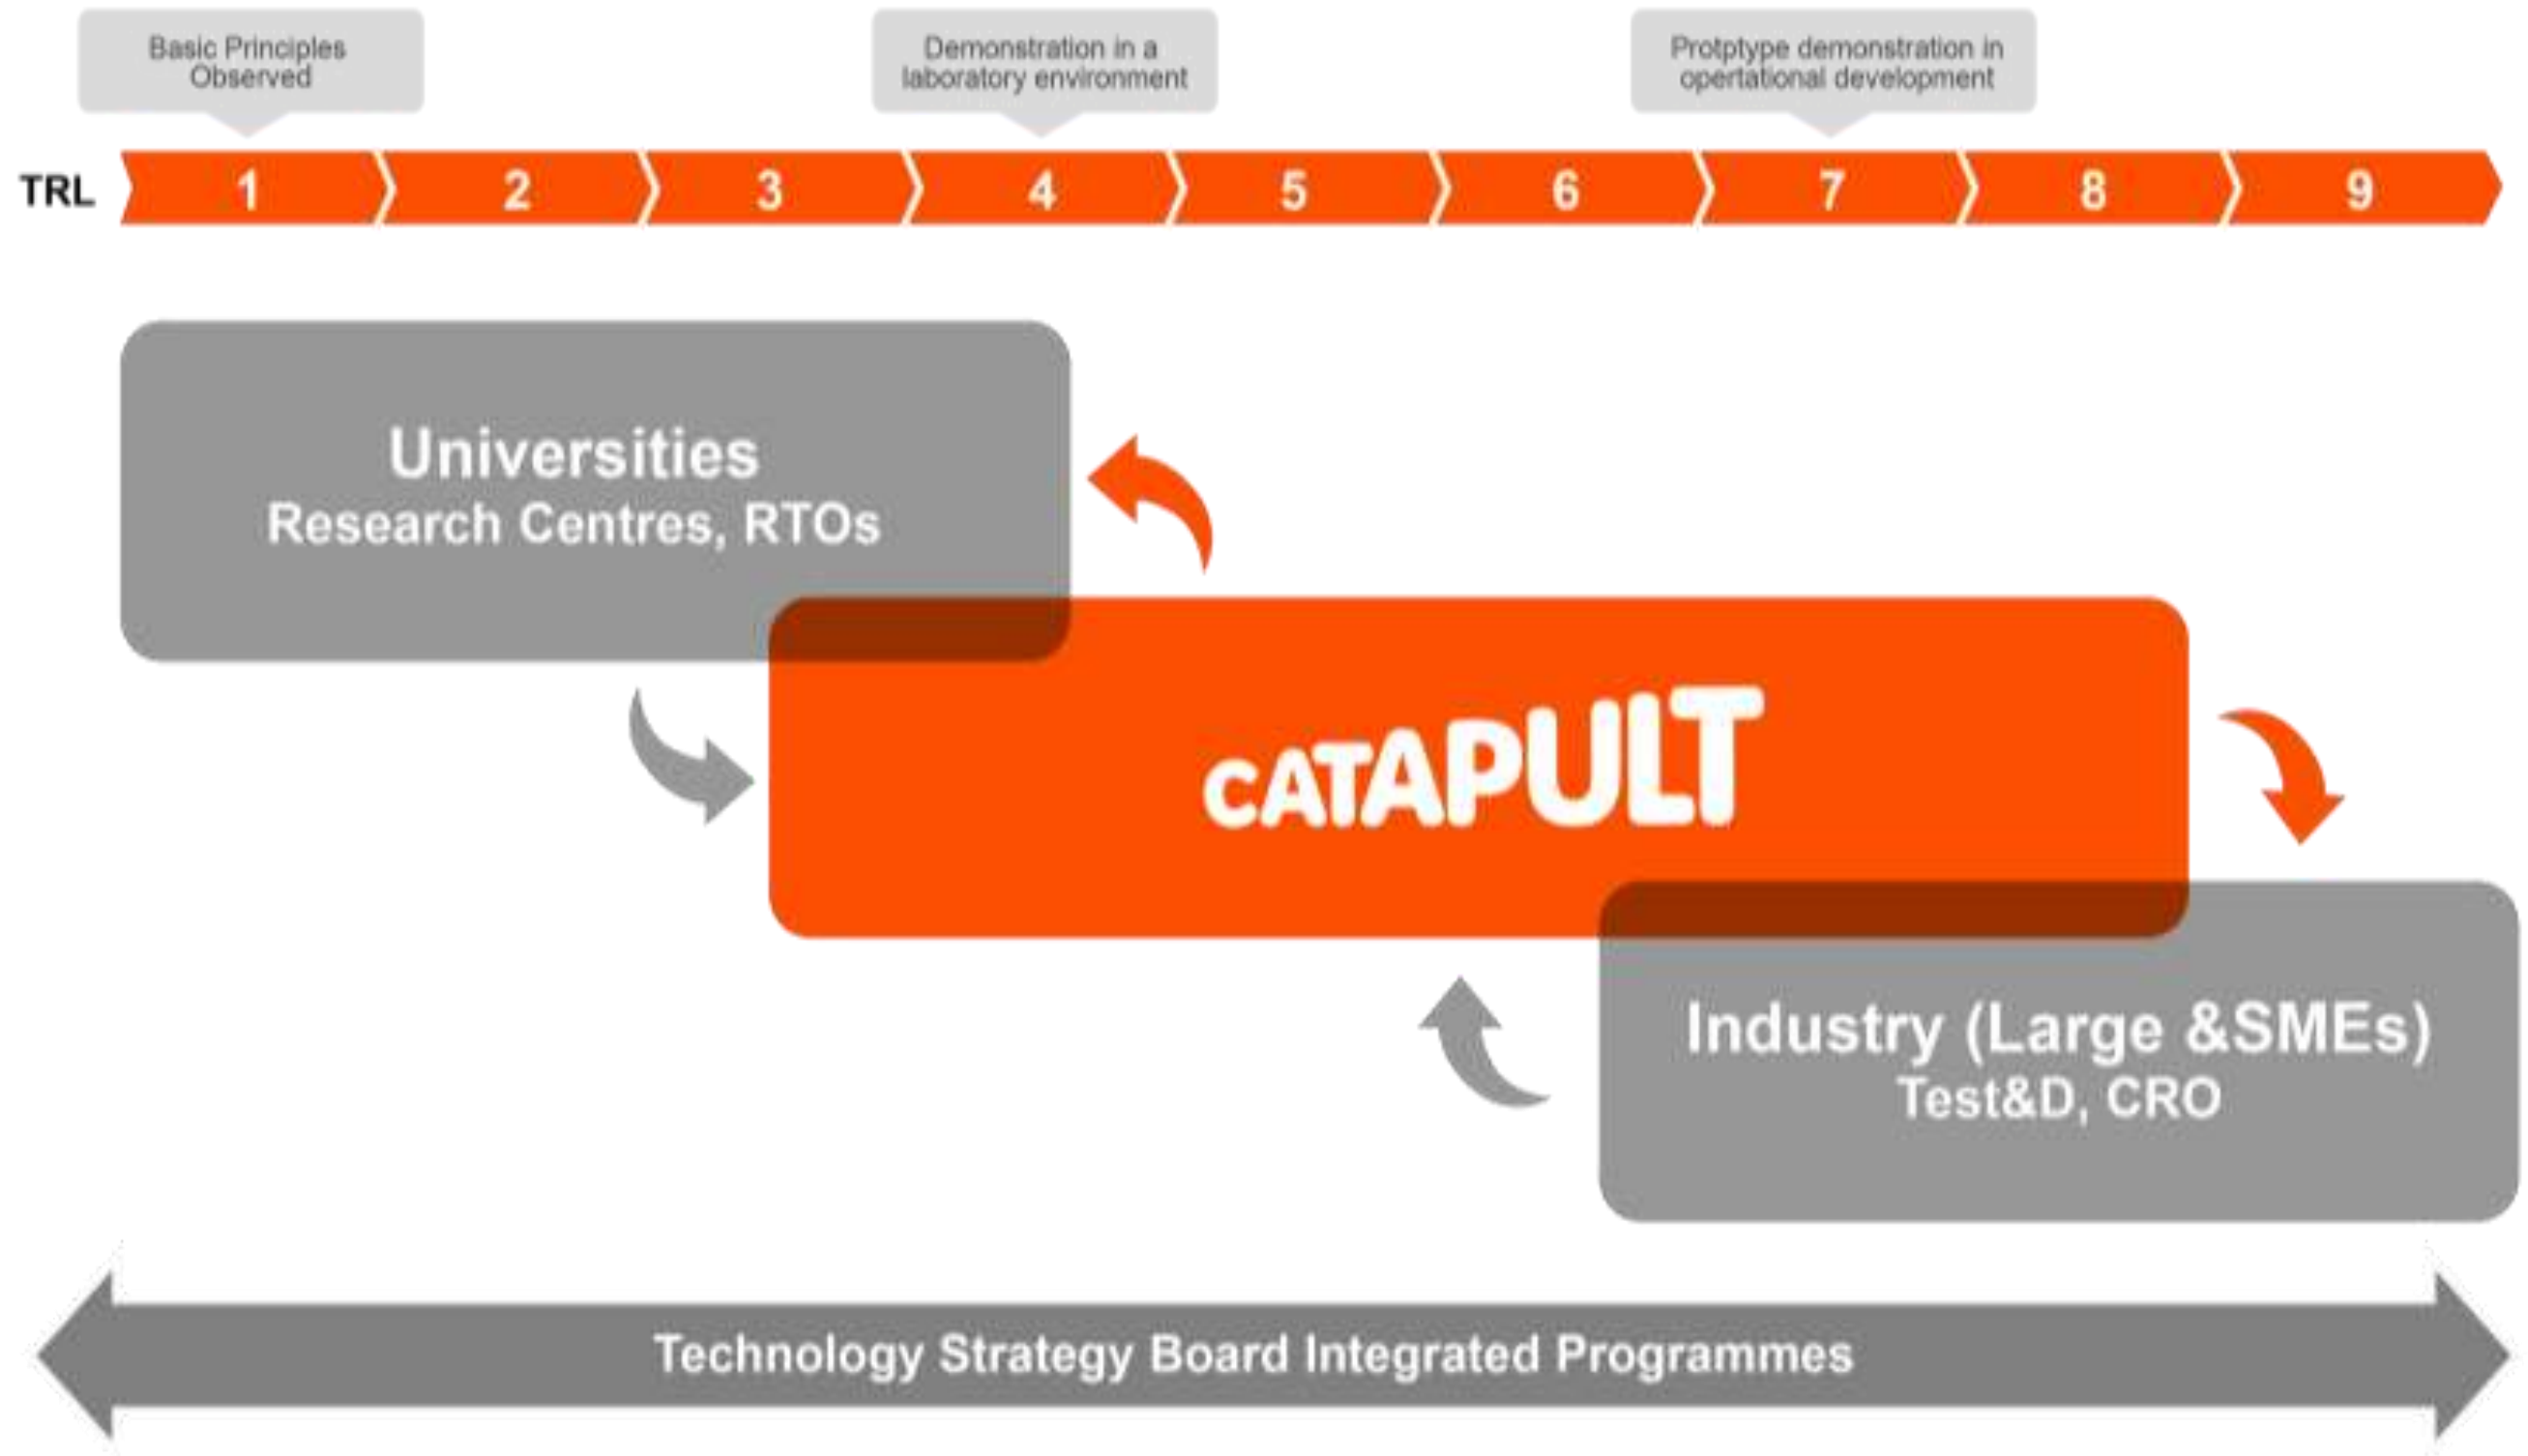 Basic Principles
Observed
Demonstration in a
laboratory environment
Protptype demonstration in
opertational development
TRL
1
2
3
4
5
6
7
8
9
Universities
Research Centres, RTOs
CATAPULT
Industry (Large &SMEs)
Test&D, CRO
Technology Strategy Board Integrated Programmes